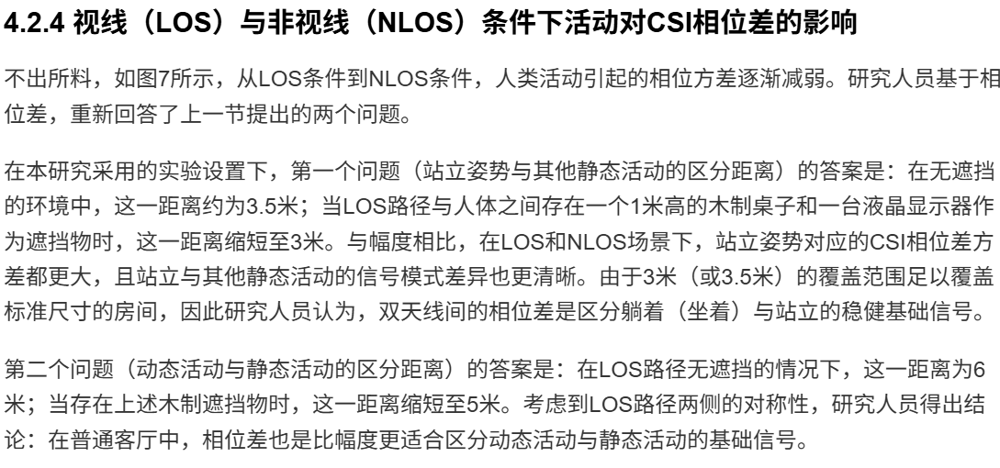 4.2.4 视线（LOS）与非视线（NLOS）条件下活动对CSI相位差的影响
不出所料，如图7所示，从LOS条件到NLOS条件，人类活动引起的相位方差逐渐减弱。研究人员基于相
位差，重新回答了上一节提出的两个问题。
在本研究采用的实验设置下，第一个问题（站立姿势与其他静态活动的区分距离）的答案是：在无遮挡
的环境中，这一距离约为3.5米；当LOS路径与人体之间存在一个1米高的木制桌子和一台液晶显示器作
为遮挡物时，这一距离缩短至3米。与幅度相比，在LOS和NLOS场景下，站立姿势对应的CSI相位差方
差都更大，且站立与其他静态活动的信号模式差异也更清晰。由于3米（或3.5米）的覆盖范围足以覆盖
标准尺寸的房间，因此研究人员认为，双天线间的相位差是区分躺着（坐着）与站立的稳健基础信号。
第二个问题（动态活动与静态活动的区分距离）的答案是：在LOS路径无遮挡的情况下，这一距离为6
米；当存在上述木制遮挡物时，这一距离缩短至5米。考虑到LOS路径两侧的对称性，研究人员得出结
论：在普通客厅中，相位差也是比幅度更适合区分动态活动与静态活动的基础信号。